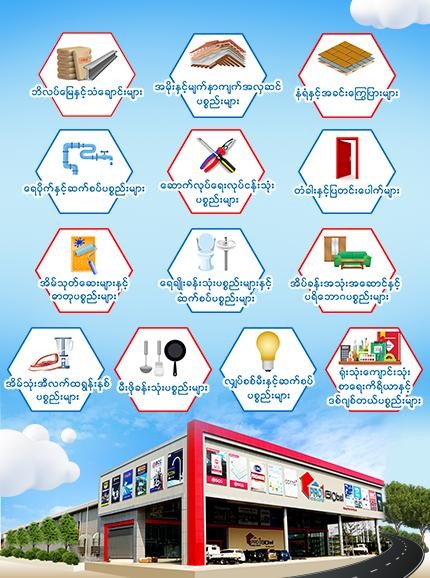 ဘိလပ်မြေနှင့်သံချောင်းများ
အမိုးနှင့်မျက်နှာကျက်အလှဆင်
ပစ္စည်းများ
နံရံနှင့်အခင်းကြွေပြားများ
ရေပိုက်နှင့်ဆက်စပ်ပစ္စည်းများ
ဆောက်လုပ်ရေးလုပ်ငန်းသုံး
ပစ္စည်းများ
တံခါးနှင့်ပြတင်းပေါက်များ
အိမ်သုတ်ဆေးများနှင့်
ဓာတုပစ္စည်းများ
ရေချိုးခန်းသုံးပစ္စည်းများနှင့်
ဆက်စပ်ပစ္စည်းများ
အိပ်ခန်းအသုံးအဆောင်နှင့်
ပရိဘောဂပစ္စည်းများ
အိမ်သုံးအီလက်ထရွန်းနစ်
ပစ္စည်းများ
မီးဖိုခန်းသုံးပစ္စည်းများ
လျှပ်စစ်မီးနှင့်ဆက်စပ်
ပစ္စည်းများ
ရုံးသုံးကျောင်းသုံး
စာရေးကိရိယာနှင့်
ဒစ်ဂျစ်တယ်ပစ္စည်းများ
PRO 1 Global
PRO 1 Global